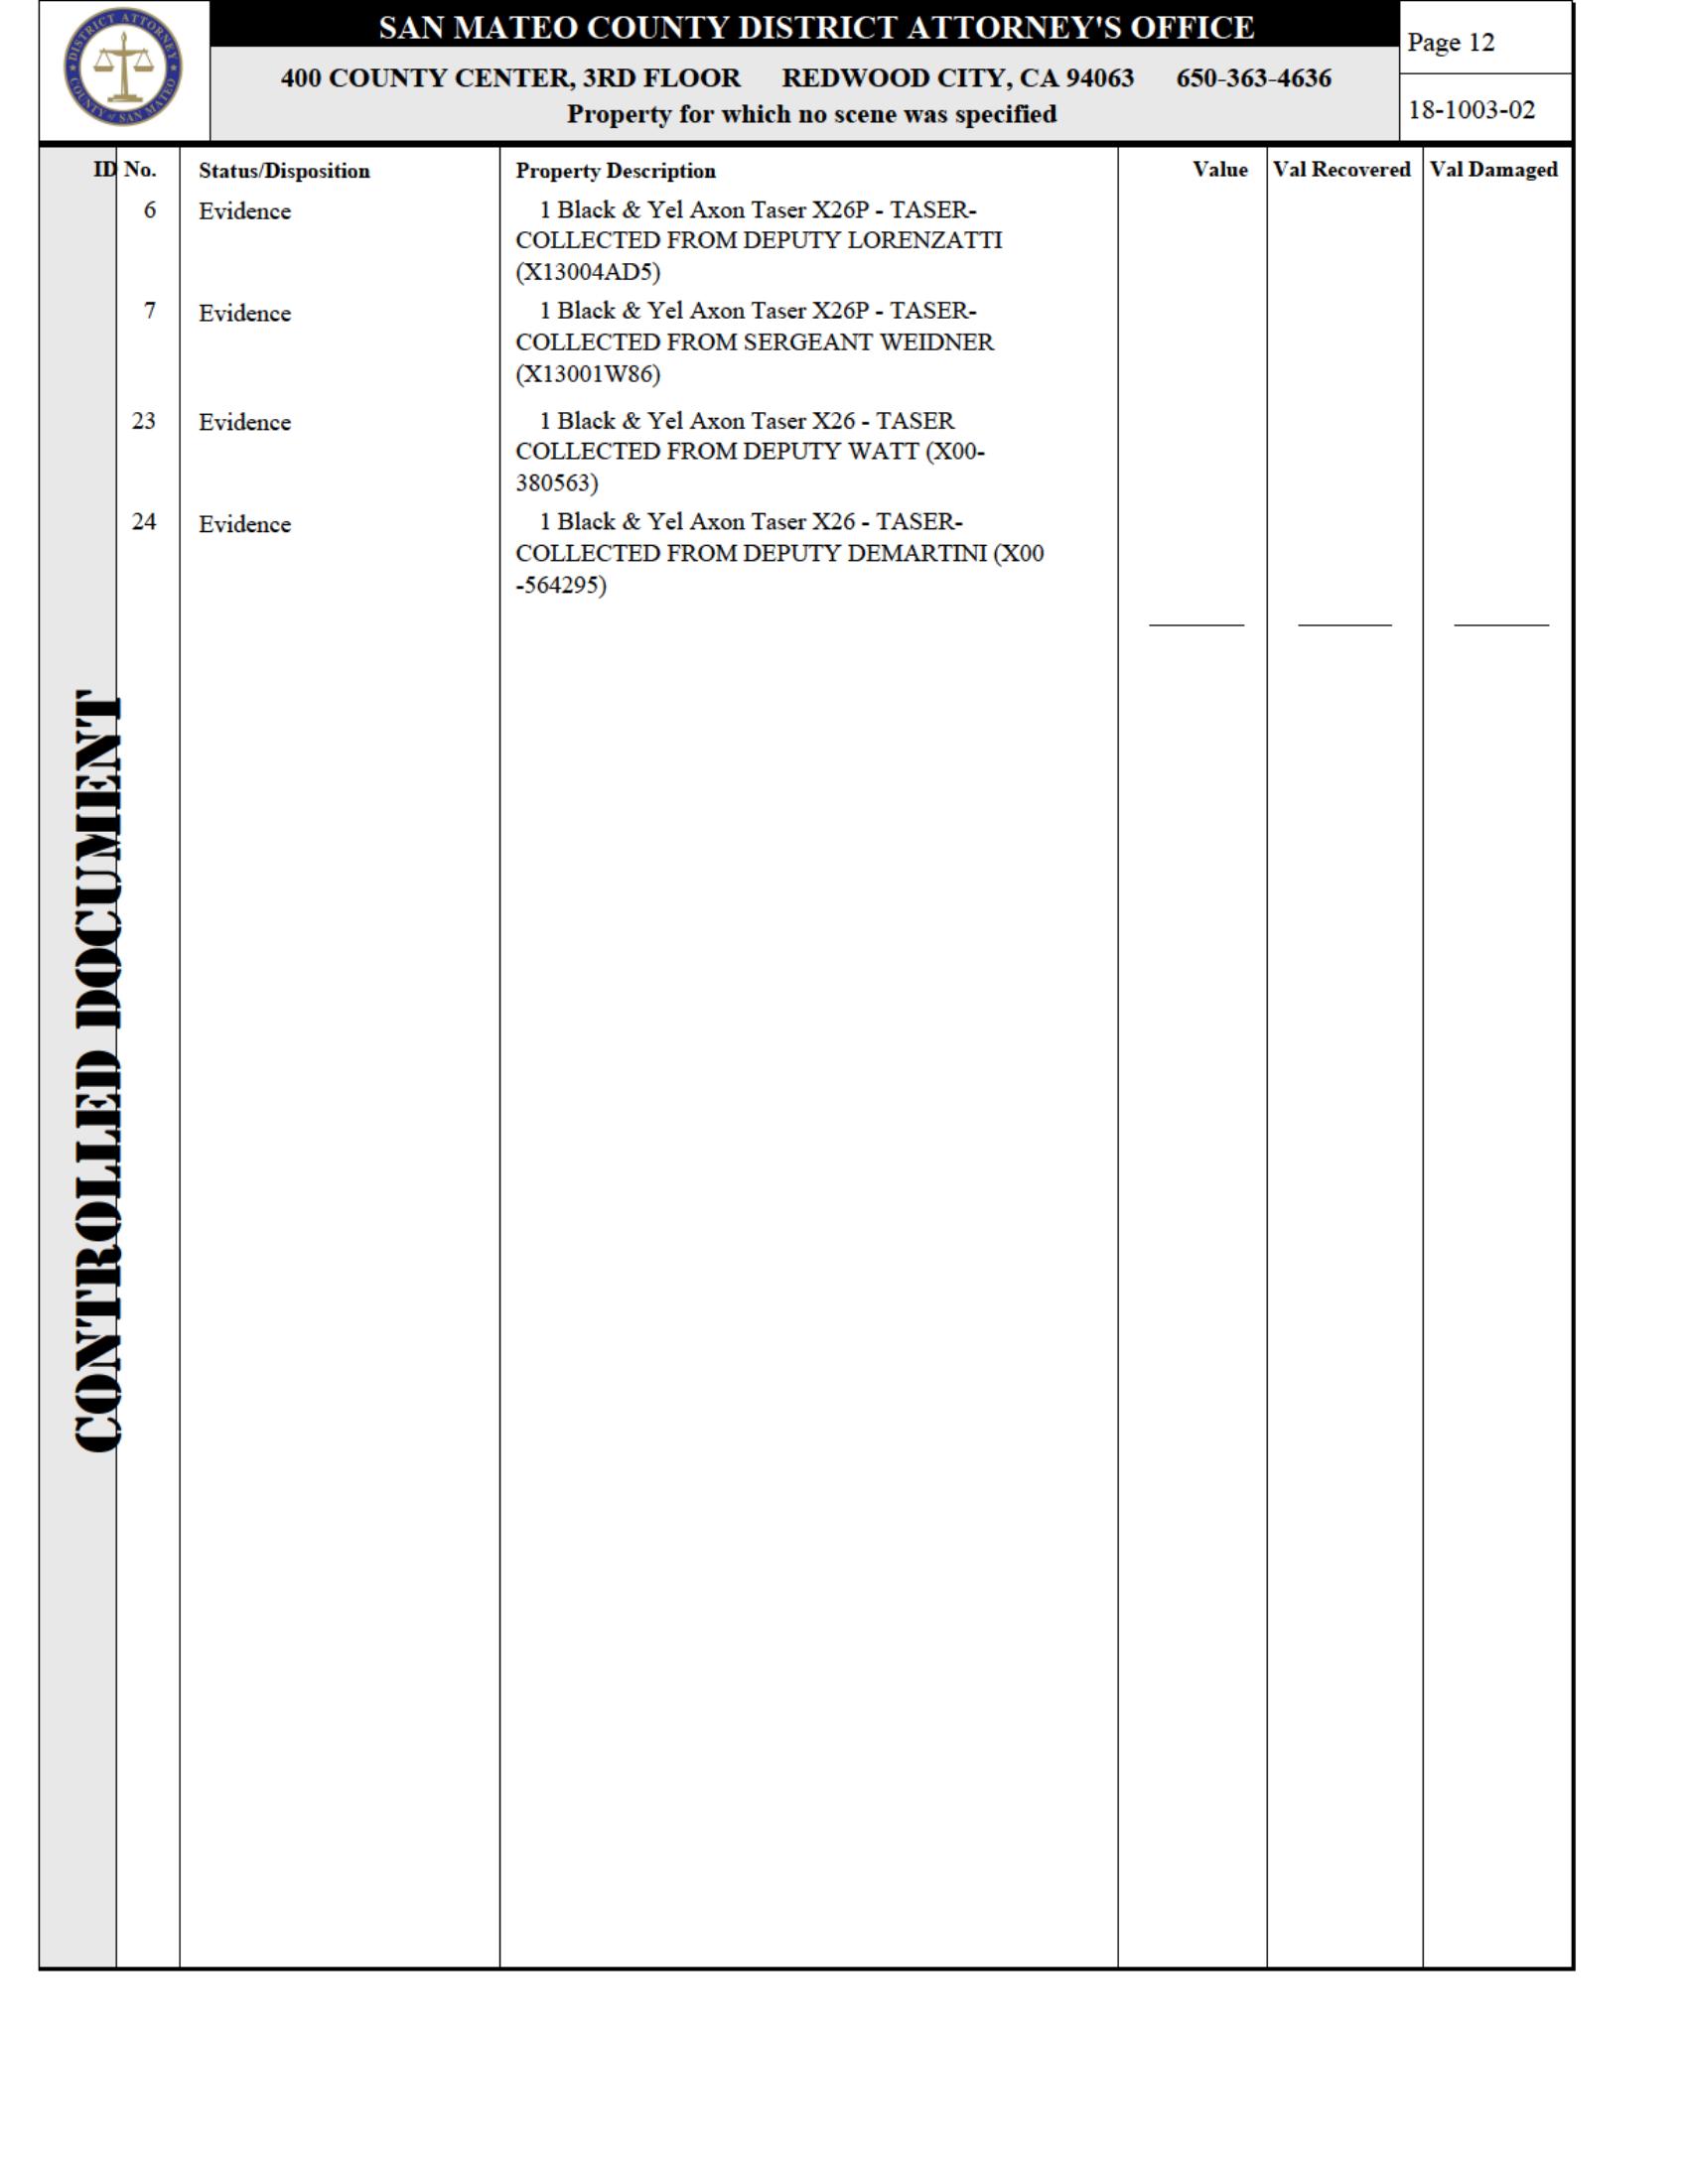 DISTRICT ATTORNEY
COUNTY of SAN MATEO
SAN MATEO COUNTY DISTRICT ATTORNEY'S OFFICE
400 COUNTY CENTER, 3RD FLOOR REDWOOD CITY, CA 94063 650-363-4636
Property for which no scene was specified
Page 12
18-1003-02
ID No. Status/Disposition Property Description Value Val Recovered Val Damaged
6 Evidence 1 Black & Yel Axon Taser X26P - TASER-
COLLECTED FROM DEPUTY LORENZATTI
(X13004AD5)
7 Evidence 1 Black & Yel Axon Taser X26P - TASER-
COLLECTED FROM SERGEANT WEIDNER
(X13001W86)
23 Evidence 1 Black & Yel Axon Taser X26 - TASER
COLLECTED FROM DEPUTY WATT (X00-
380563)
24 Evidence 1 Black & Yel Axon Taser X26 - TASER-
COLLECTED FROM DEPUTY DEMARTINI (X00
-564295)
CONTROLLED DOCUMENT